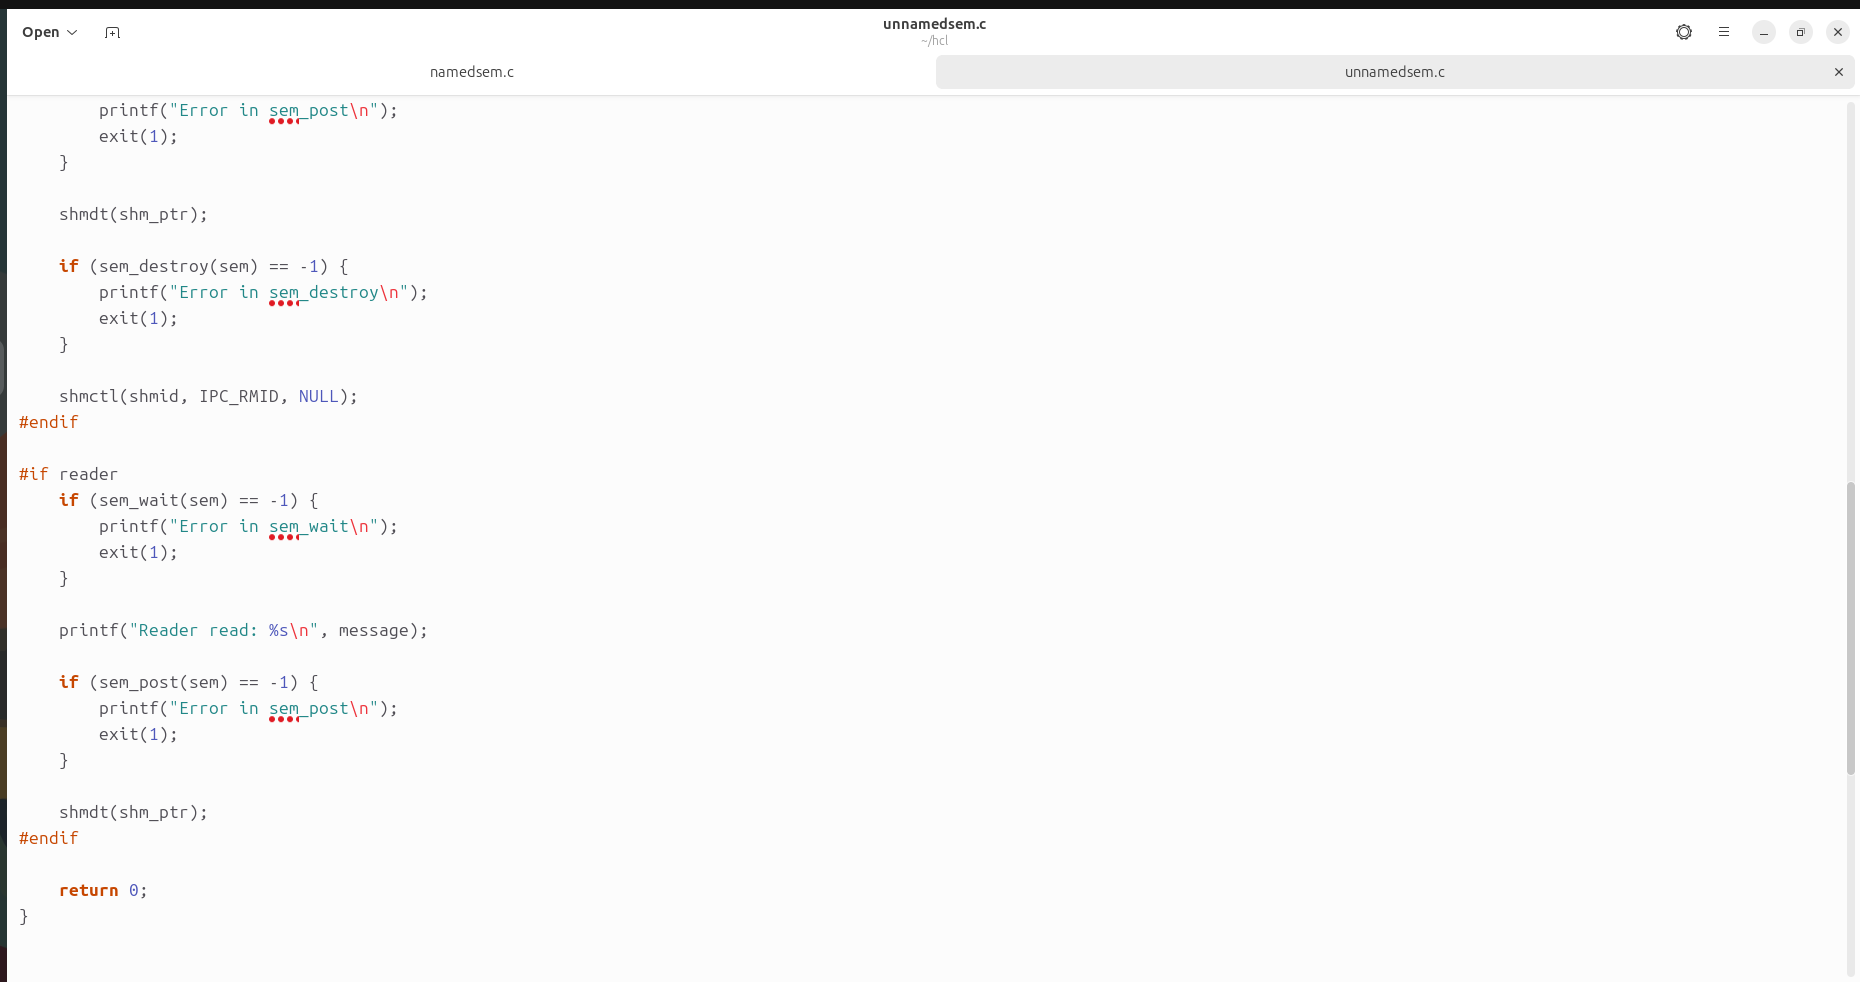 Open
unnamedsem.c
~/hcl
namedsem.c
unnamedsem.c
        printf("Error in sem_post\n");
        exit(1);
    }

    shmdt(shm_ptr);

    if (sem_destroy(sem) == -1) {
        printf("Error in sem_destroy\n");
        exit(1);
    }

    shmctl(shmid, IPC_RMID, NULL);
#endif

#if reader
    if (sem_wait(sem) == -1) {
        printf("Error in sem_wait\n");
        exit(1);
    }

    printf("Reader read: %s\n", message);

    if (sem_post(sem) == -1) {
        printf("Error in sem_post\n");
        exit(1);
    }

    shmdt(shm_ptr);
#endif

    return 0;
}